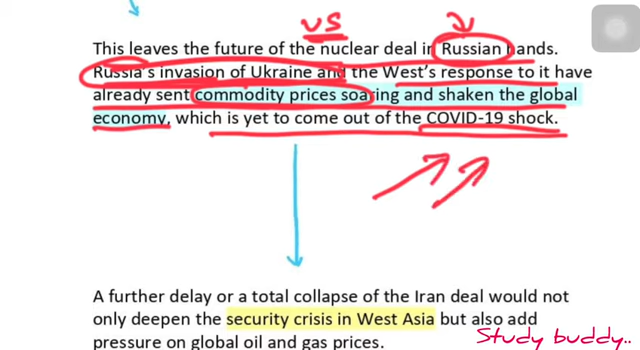 VS
This leaves the future of the nuclear deal in Russian hands.
Russia's invasion of Ukraine and the West's response to it have
already sent commodity prices soaring and shaken the global
economy, which is yet to come out of the COVID-19 shock.
A further delay or a total collapse of the Iran deal would not
only deepen the security crisis in West Asia but also add
pressure on global oil and gas prices.
Study buddy..